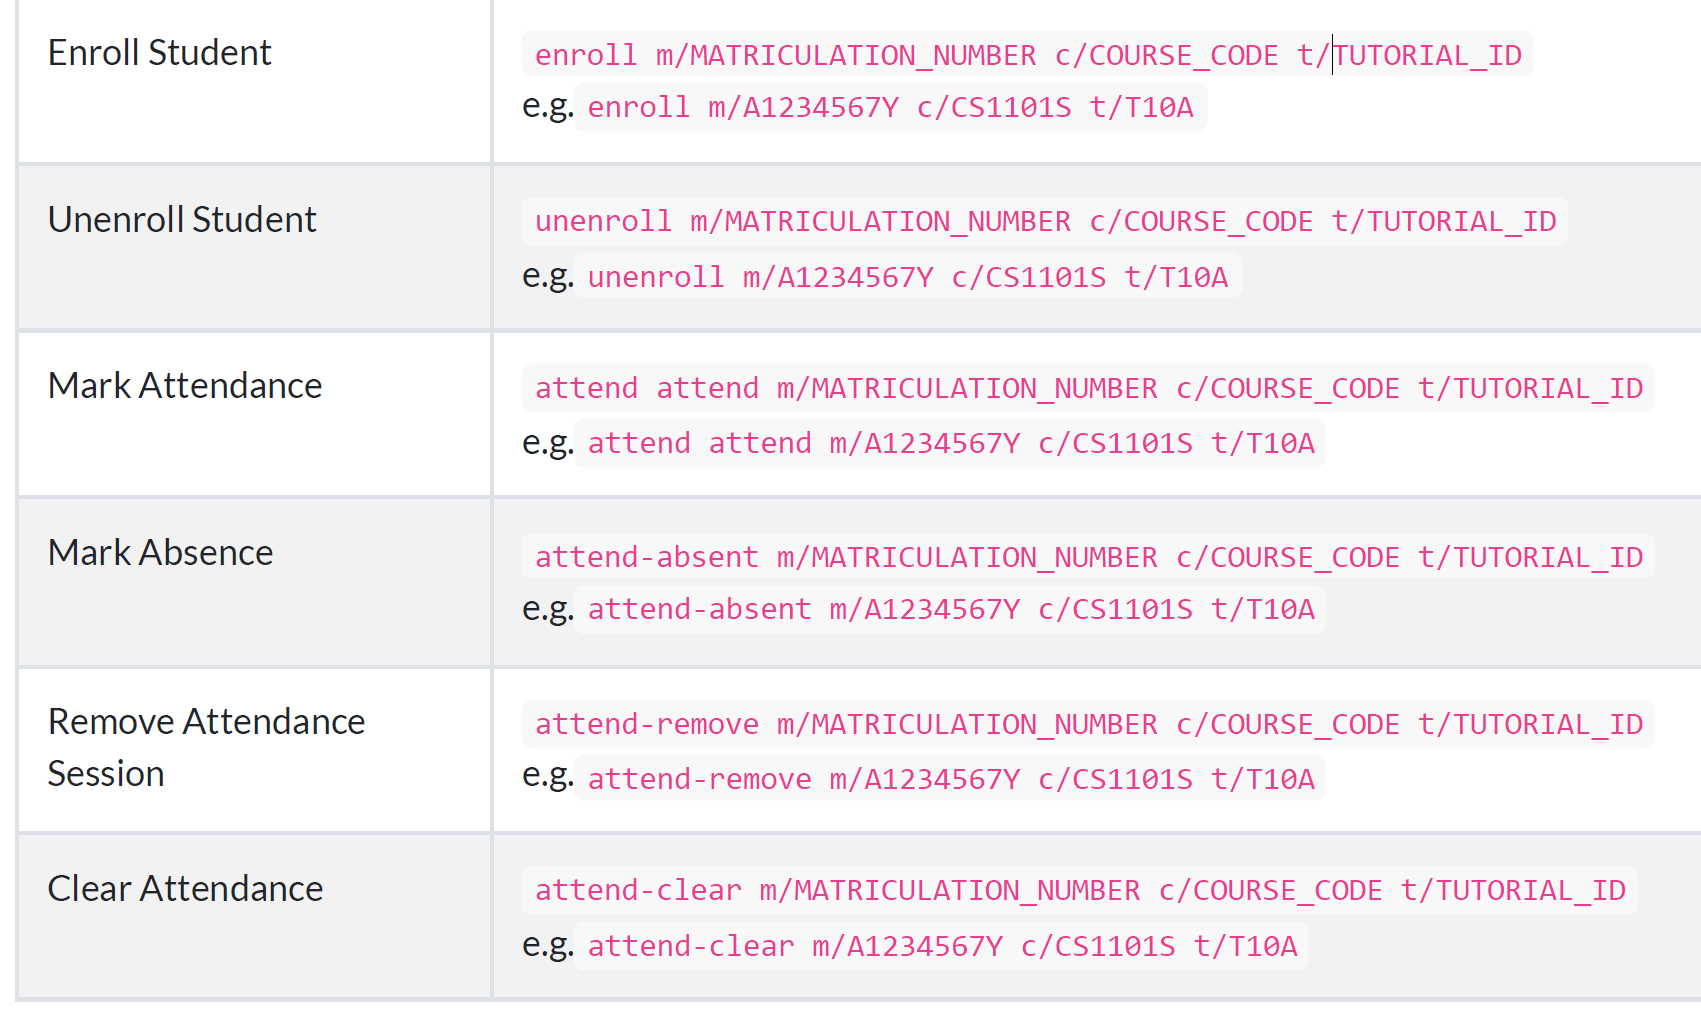 Enroll Student
enroll m/MATRICULATION_NUMBER c/COURSE_CODE t/TUTORIAL_ID
e.g. enroll m/A1234567Y c/CS1101S t/T10A
Unenroll Student
unenroll m/MATRICULATION_NUMBER c/COURSE_CODE t/TUTORIAL_ID
e.g. unenroll m/A1234567Y c/CS1101S t/T10A
Mark Attendance
attend attend m/MATRICULATION_NUMBER c/COURSE_CODE t/TUTORIAL_ID
e.g. attend attend m/A1234567Y c/CS1101S t/T10A
Mark Absence
attend-absent m/MATRICULATION_NUMBER c/COURSE_CODE t/TUTORIAL_ID
e.g. attend-absent m/A1234567Y c/CS1101S t/T10A
Remove Attendance
Session
attend-remove m/MATRICULATION_NUMBER c/COURSE_CODE t/TUTORIAL_ID
e.g. attend-remove m/A1234567Y c/CS1101S t/T10A
Clear Attendance
attend-clear m/MATRICULATION_NUMBER c/COURSE_CODE t/TUTORIAL_ID
e.g. attend-clear m/A1234567Y c/CS1101S t/T10A